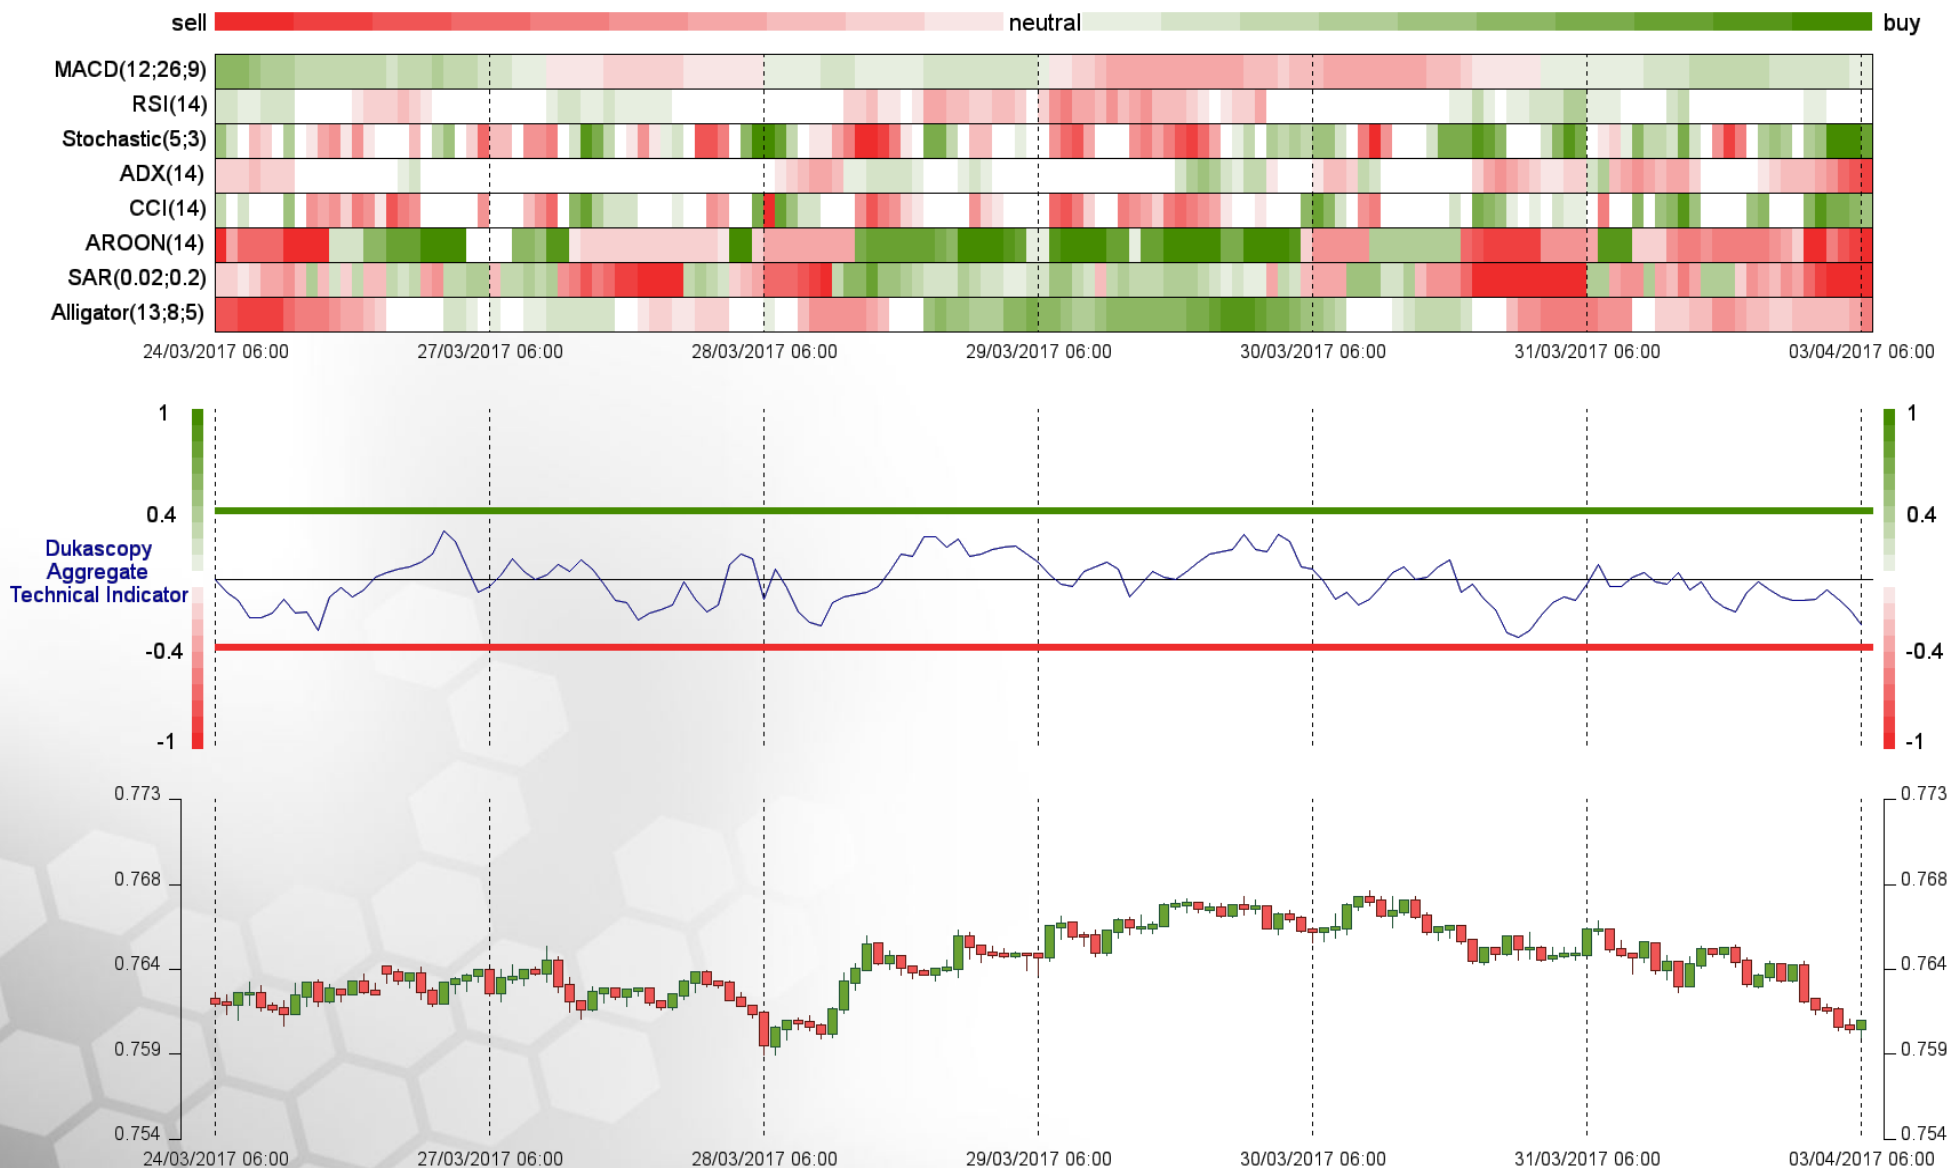 sell neutral buy
MACD(12;26;9)
RSI(14)
Stochastic(5;3)
ADX(14)
CCI(14)
AROON(14)
SAR(0.02;0.2)
Alligator(13;8;5)
24/03/2017 06:00 27/03/2017 06:00 28/03/2017 06:00 29/03/2017 06:00 30/03/2017 06:00 31/03/2017 06:00 03/04/2017 06:00
1 1
0.4 0.4
Dukascopy
Aggregate
Technical Indicator
-0.4 -0.4
-1 -1
0.773 0.773
0.768 0.768
0.764 0.764
0.759 0.759
0.754 0.754
24/03/2017 06:00 27/03/2017 06:00 28/03/2017 06:00 29/03/2017 06:00 30/03/2017 06:00 31/03/2017 06:00 03/04/2017 06:00